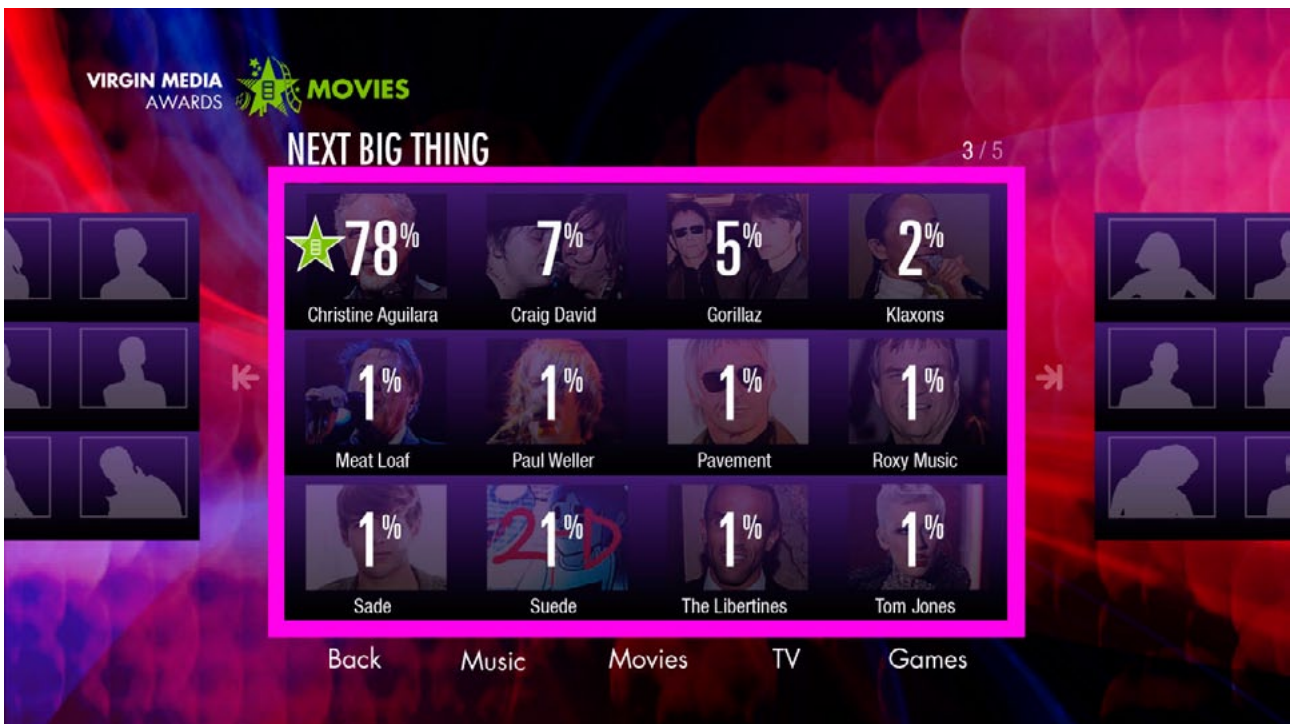 VIRGIN MEDIA
AWARDS
MOVIES
NEXT BIG THING
3 / 5
78% 7% 5% 2%
Christine Aguilara Craig David Gorillaz Klaxons
1% 1% 1% 1%
Meat Loaf Paul Weller Pavement Roxy Music
1% 1% 1% 1%
2-D
Sade Suede The Libertines Tom Jones
Back Music Movies TV Games